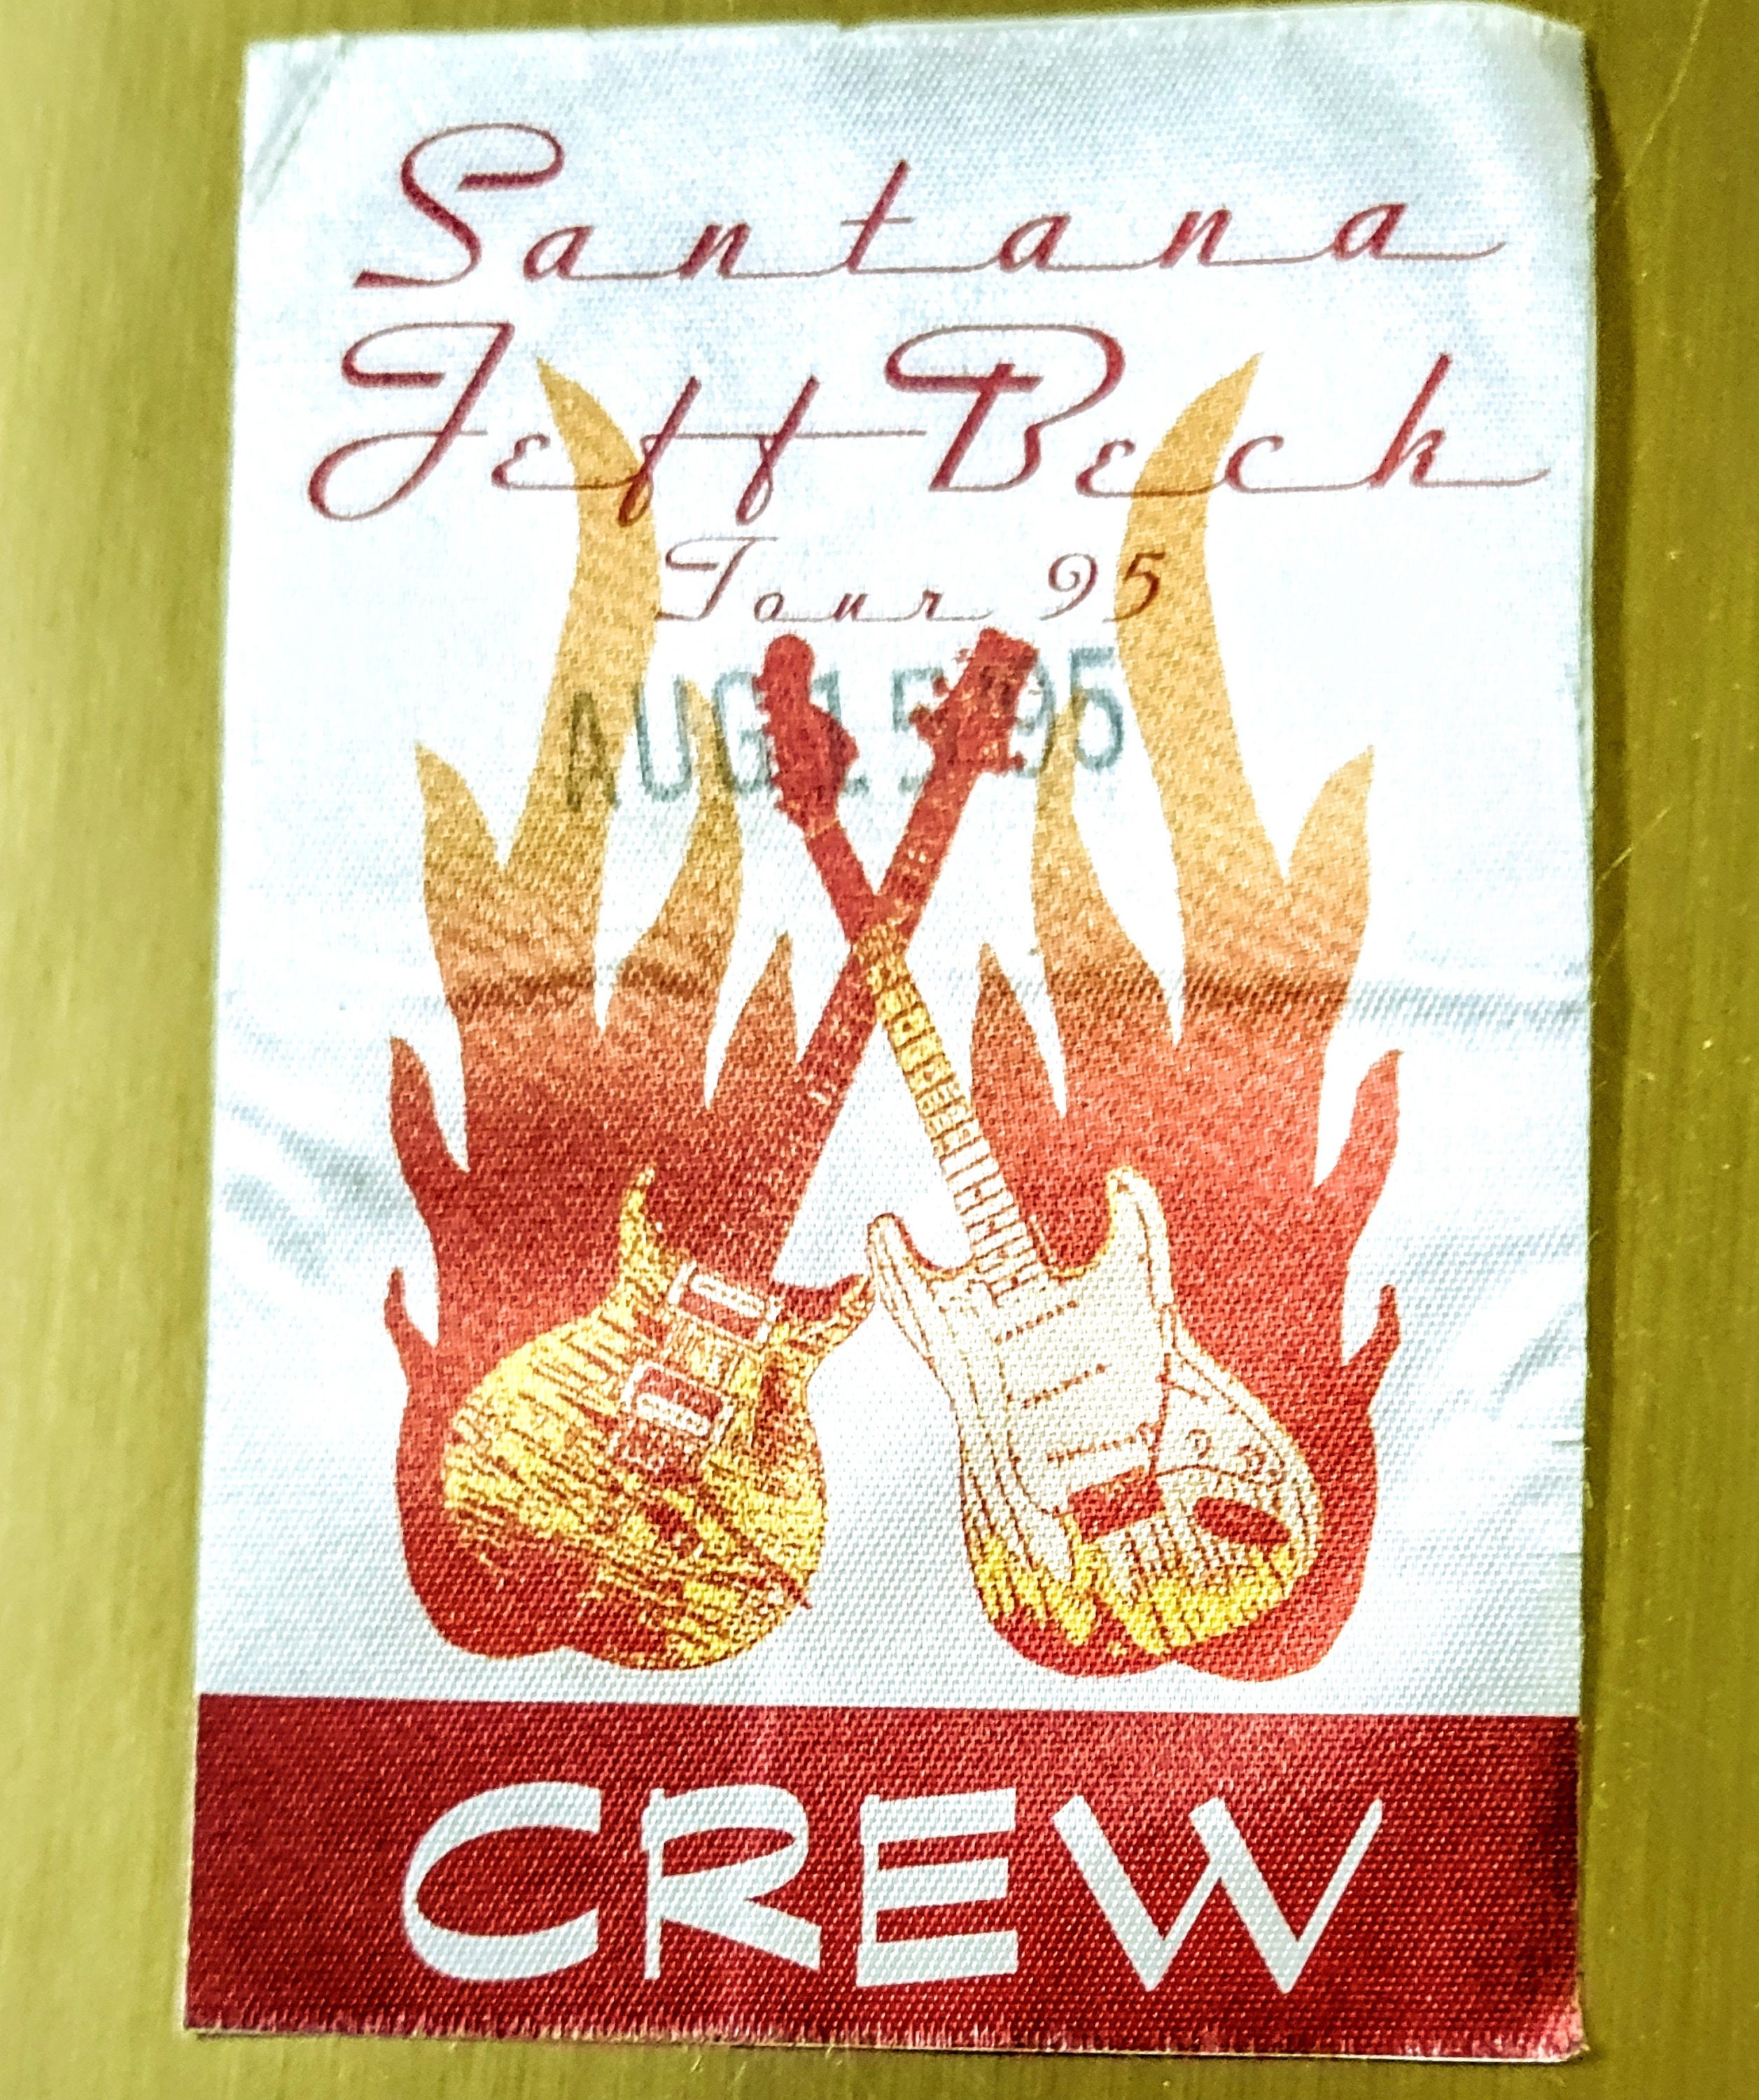 Santana
Jeff Beck
Tour 95
AUG 15 95
CREW